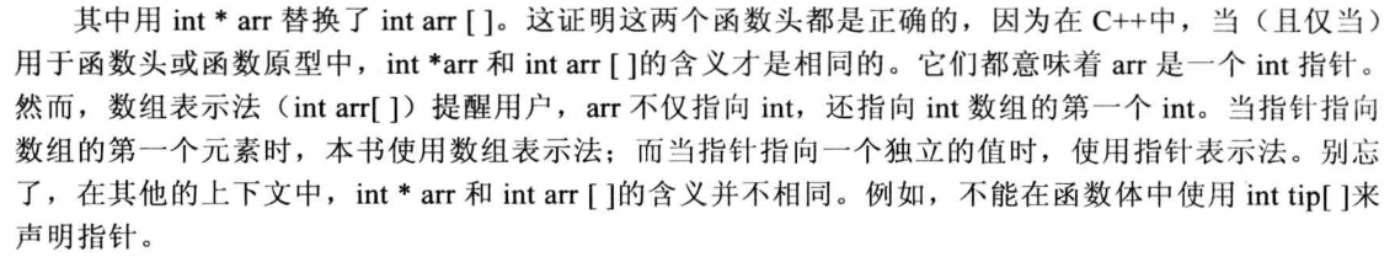 其中用 int * arr 替换了 int arr [ ]。这证明这两个函数头都是正确的，因为在 C++中，当（且仅当）
用于函数头或函数原型中，int *arr 和 int arr [ ]的含义才是相同的。它们都意味着 arr 是一个 int 指针。
然而，数组表示法（int arr[ ]）提醒用户，arr 不仅指向 int，还指向 int 数组的第一个 int。当指针指向
数组的第一个元素时，本书使用数组表示法；而当指针指向一个独立的值时，使用指针表示法。别忘
了，在其他的上下文中，int * arr 和 int arr [ ]的含义并不相同。例如，不能在函数体中使用 int tip[ ]来
声明指针。